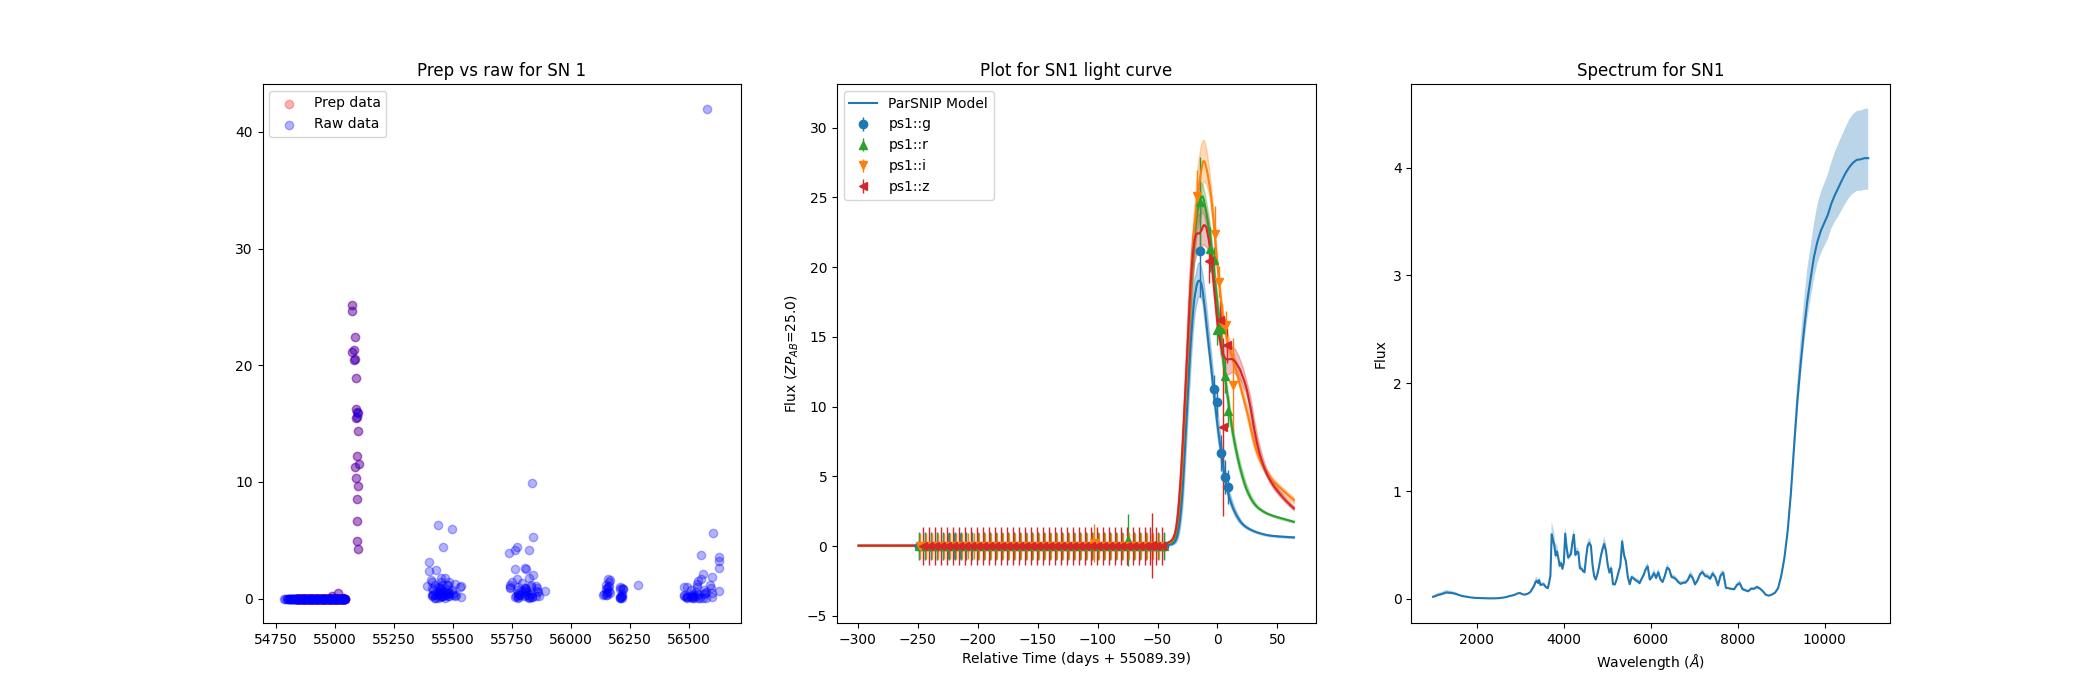 Prep vs raw for SN 1
Prep data
Raw data
40
30
20
10
0
54750 55000 55250 55500 55750 56000 56250 56500
Plot for SN1 light curve
ParSNIP Model
ps1::g
ps1::r
ps1::i
ps1::z
Flux (ZP_AB=25.0)
30
25
20
15
10
5
0
−5
−300 −250 −200 −150 −100 −50 0 50
Relative Time (days + 55089.39)
Spectrum for SN1
Flux
4
3
2
1
0
2000 4000 6000 8000 10000
Wavelength (Å)